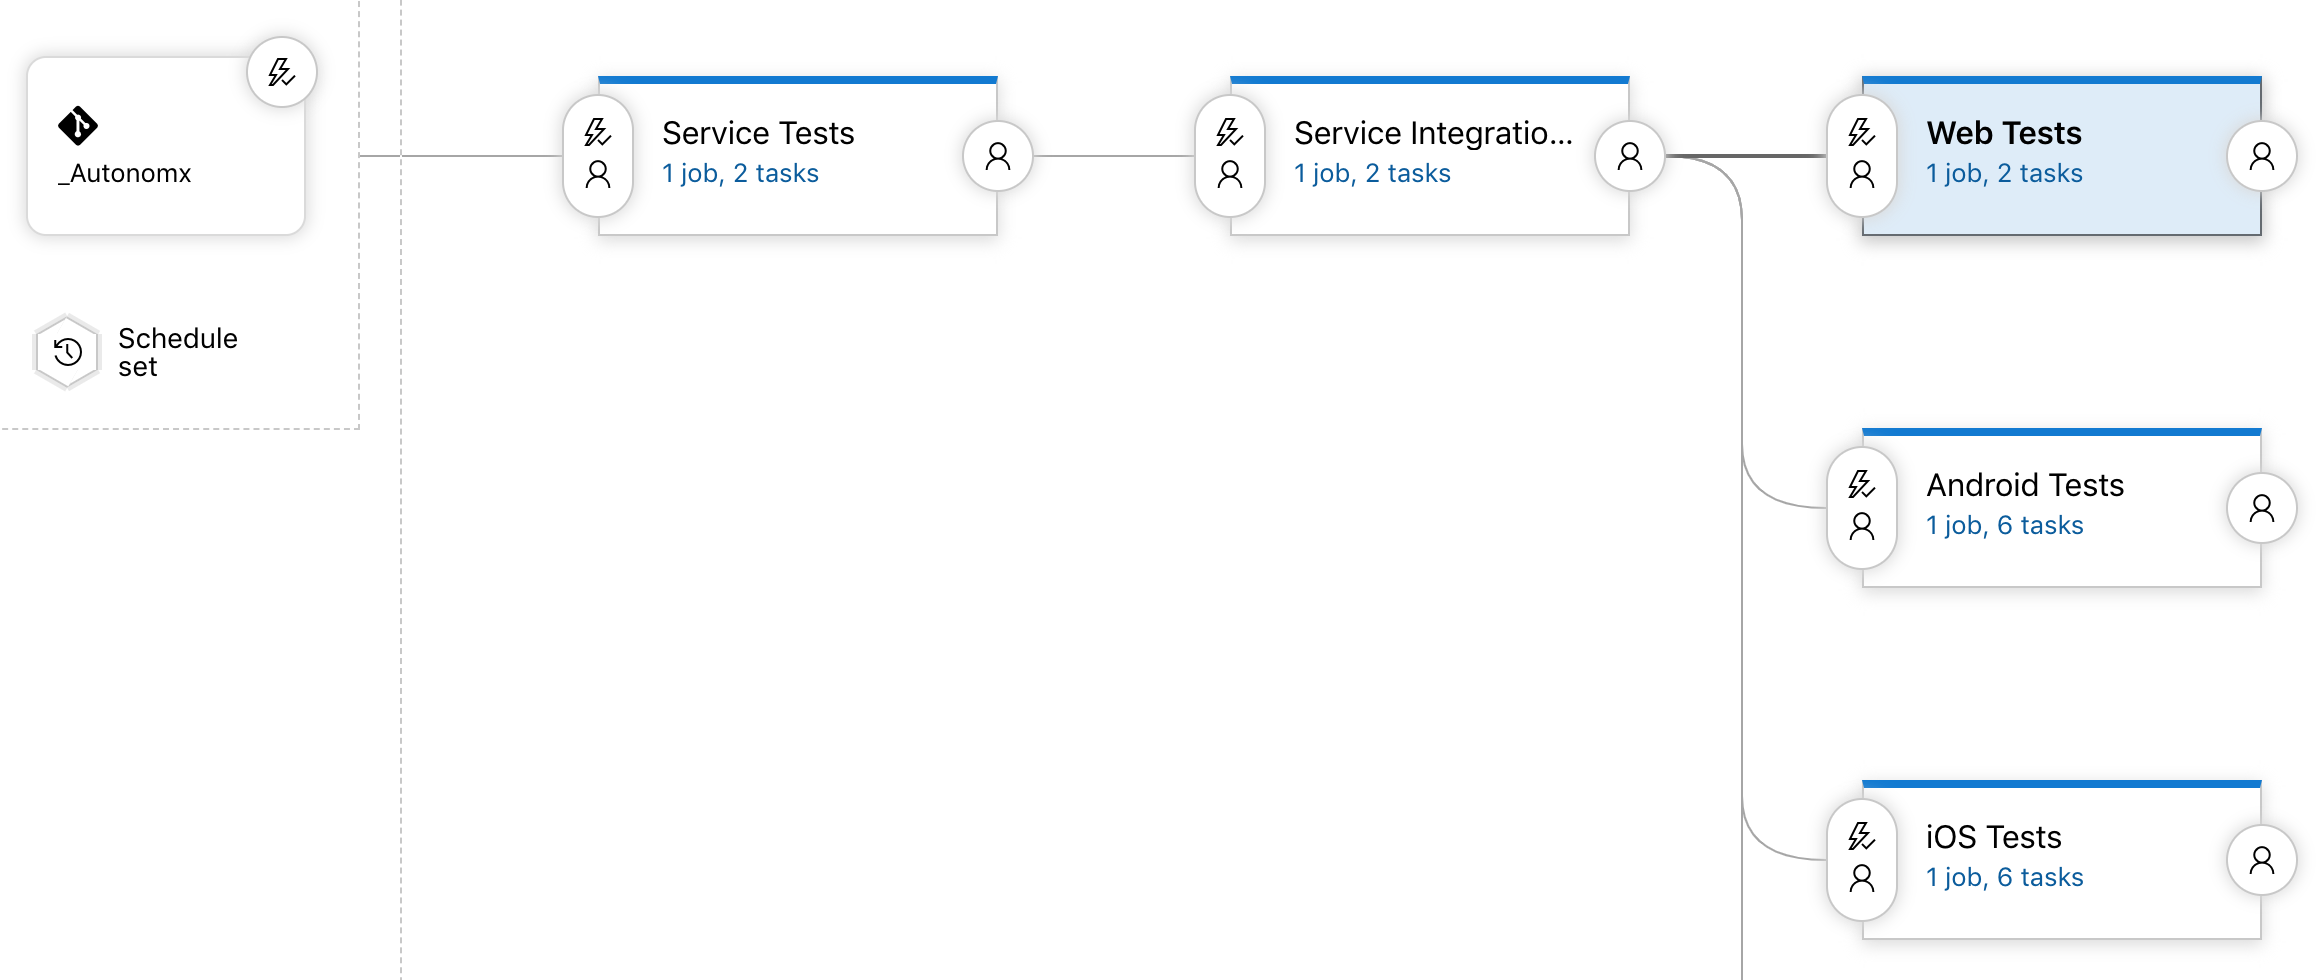 _Autonomx
Schedule
set
Service Tests
1 job, 2 tasks
Service Integratio...
1 job, 2 tasks
Web Tests
1 job, 2 tasks
Android Tests
1 job, 6 tasks
iOS Tests
1 job, 6 tasks